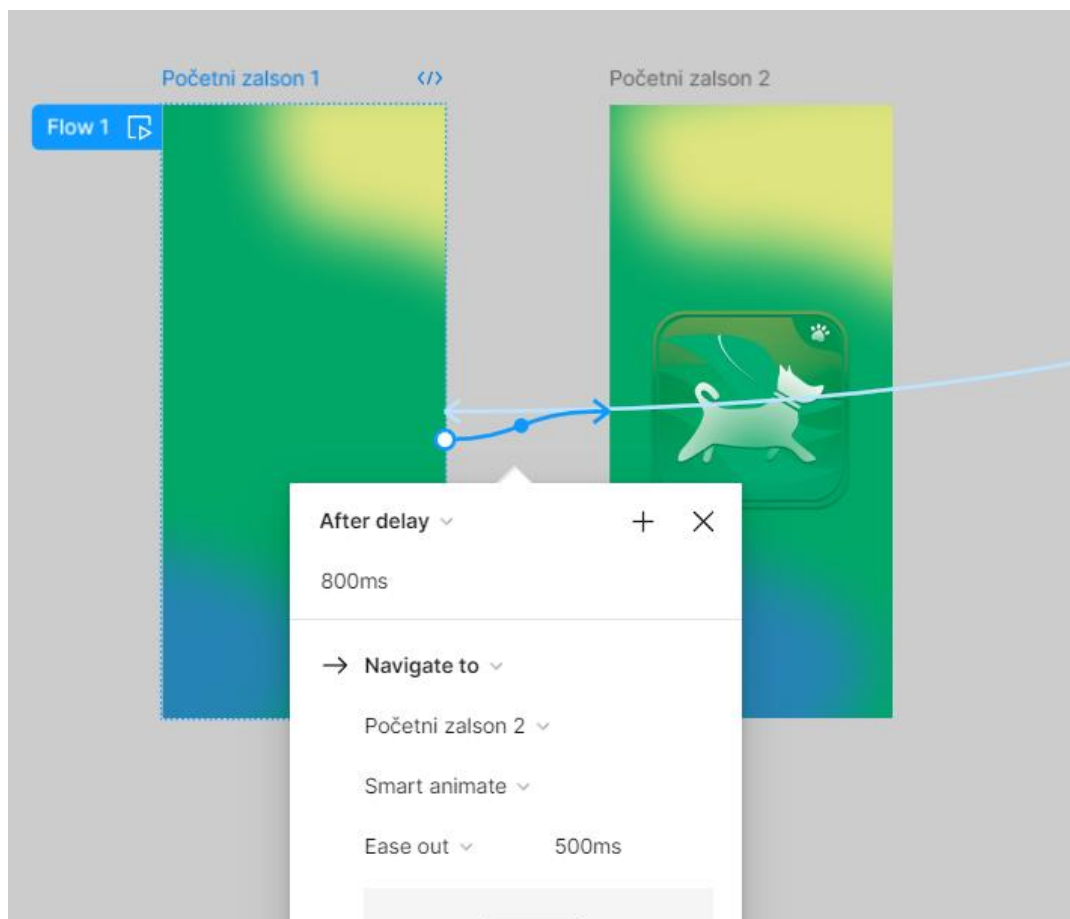 Početni zalson 1 </>
Početni zalson 2
Flow 1
After delay
800ms
Navigate to
Početni zalson 2
Smart animate
Ease out 500ms